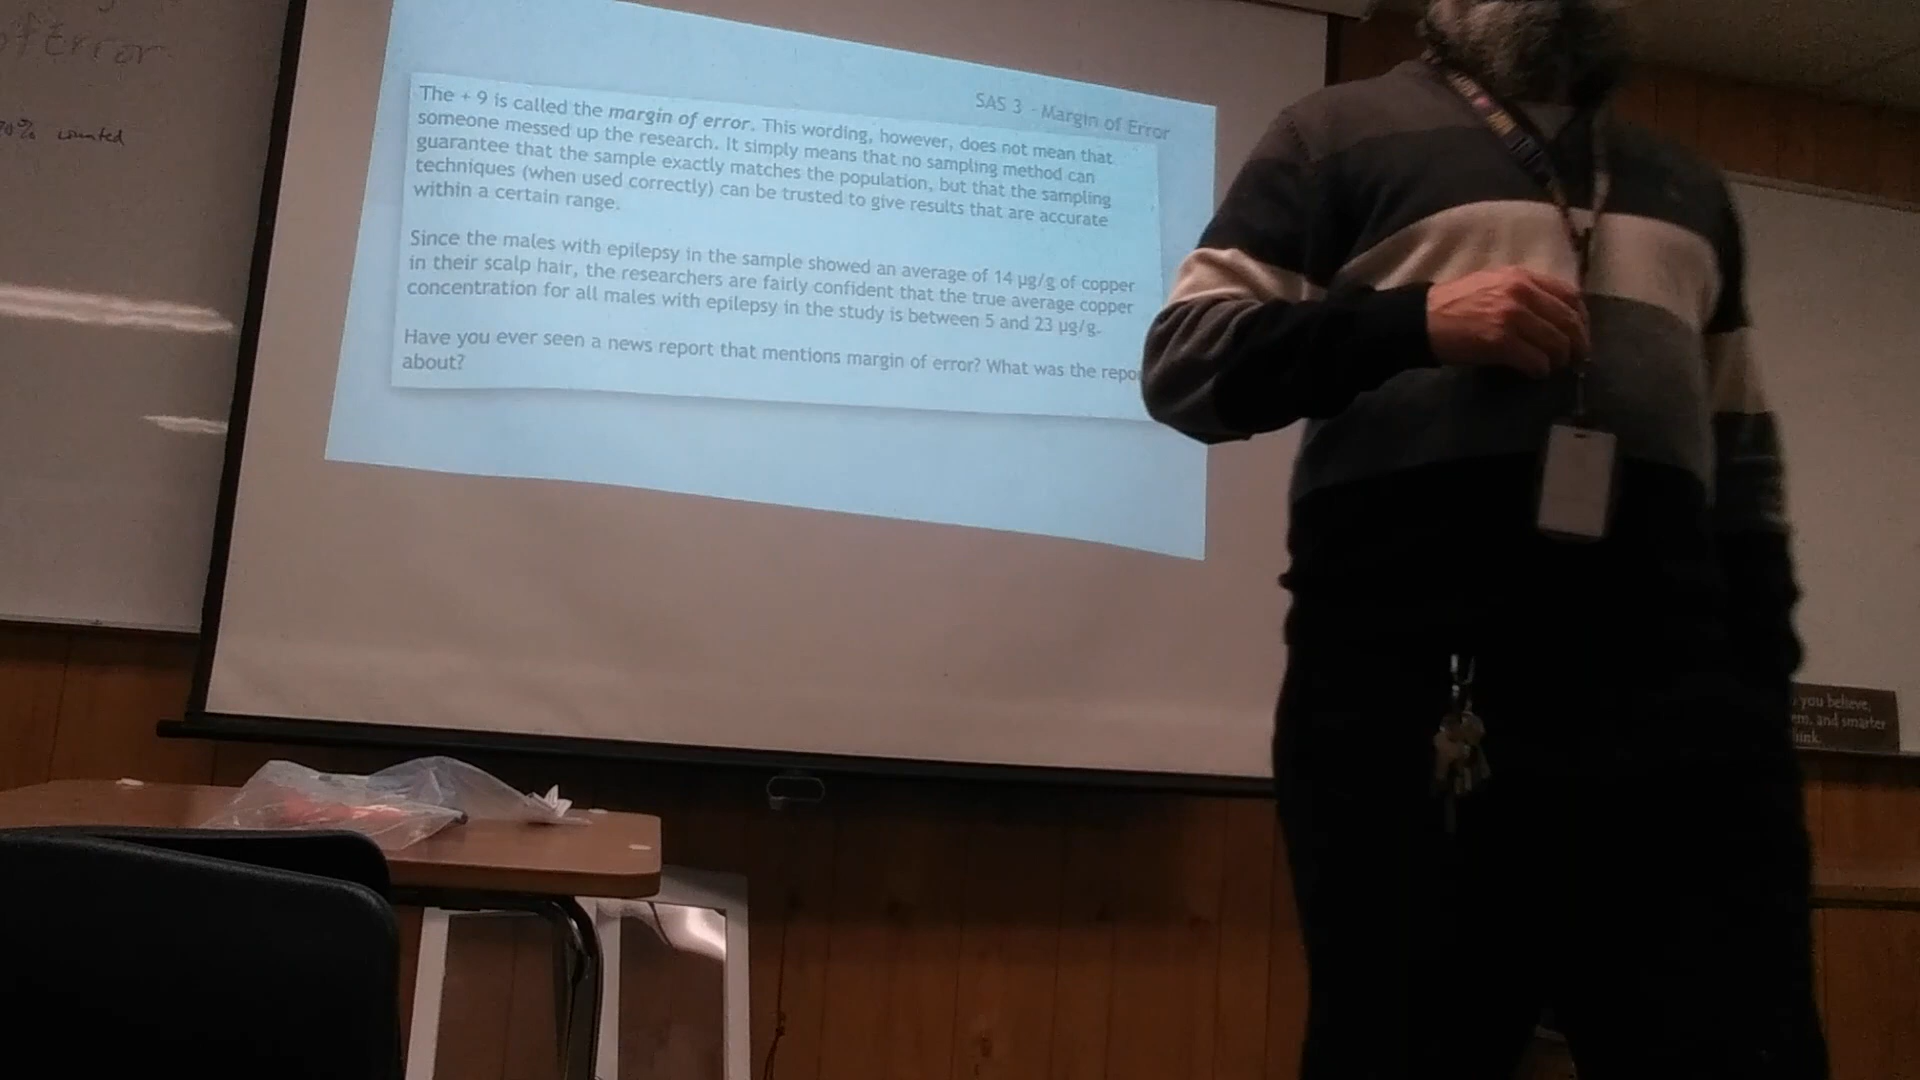 of Error
70% counted
SAS 3 - Margin of Error
The + 9 is called the margin of error. This wording, however, does not mean that
someone messed up the research. It simply means that no sampling method can
guarantee that the sample exactly matches the population, but that the sampling
techniques (when used correctly) can be trusted to give results that are accurate
within a certain range.
Since the males with epilepsy in the sample showed an average of 14 µg/g of copper
in their scalp hair, the researchers are fairly confident that the true average copper
concentration for all males with epilepsy in the study is between 5 and 23 µg/g.
Have you ever seen a news report that mentions margin of error? What was the repo
about?
you believe,
and smarter